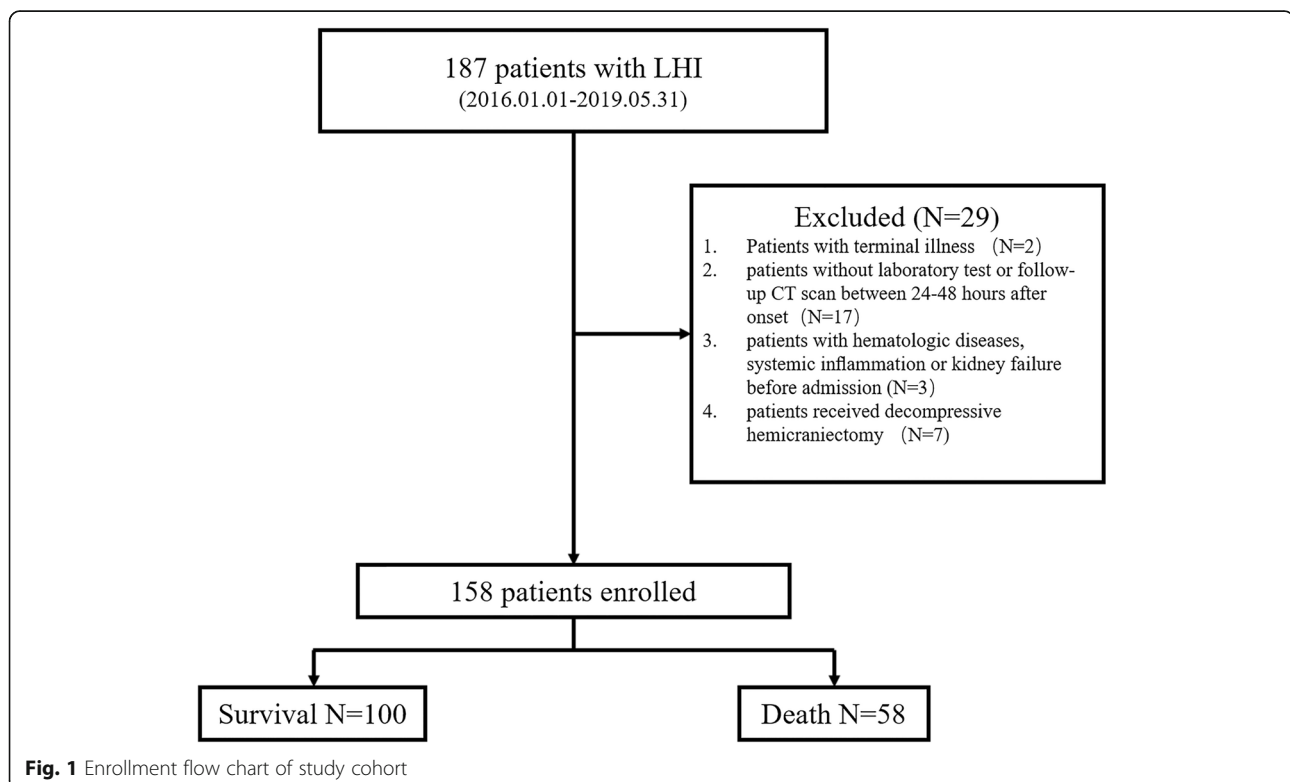 187 patients with LHI
(2016.01.01-2019.05.31)
Excluded (N=29)
1. Patients with terminal illness （N=2）
2. patients without laboratory test or follow-
up CT scan between 24-48 hours after
onset （N=17）
3. patients with hematologic diseases,
systemic inflammation or kidney failure
before admission (N=3）
4. patients received decompressive
hemicraniectomy （N=7）
158 patients enrolled
Survival N=100
Death N=58
Fig. 1 Enrollment flow chart of study cohort